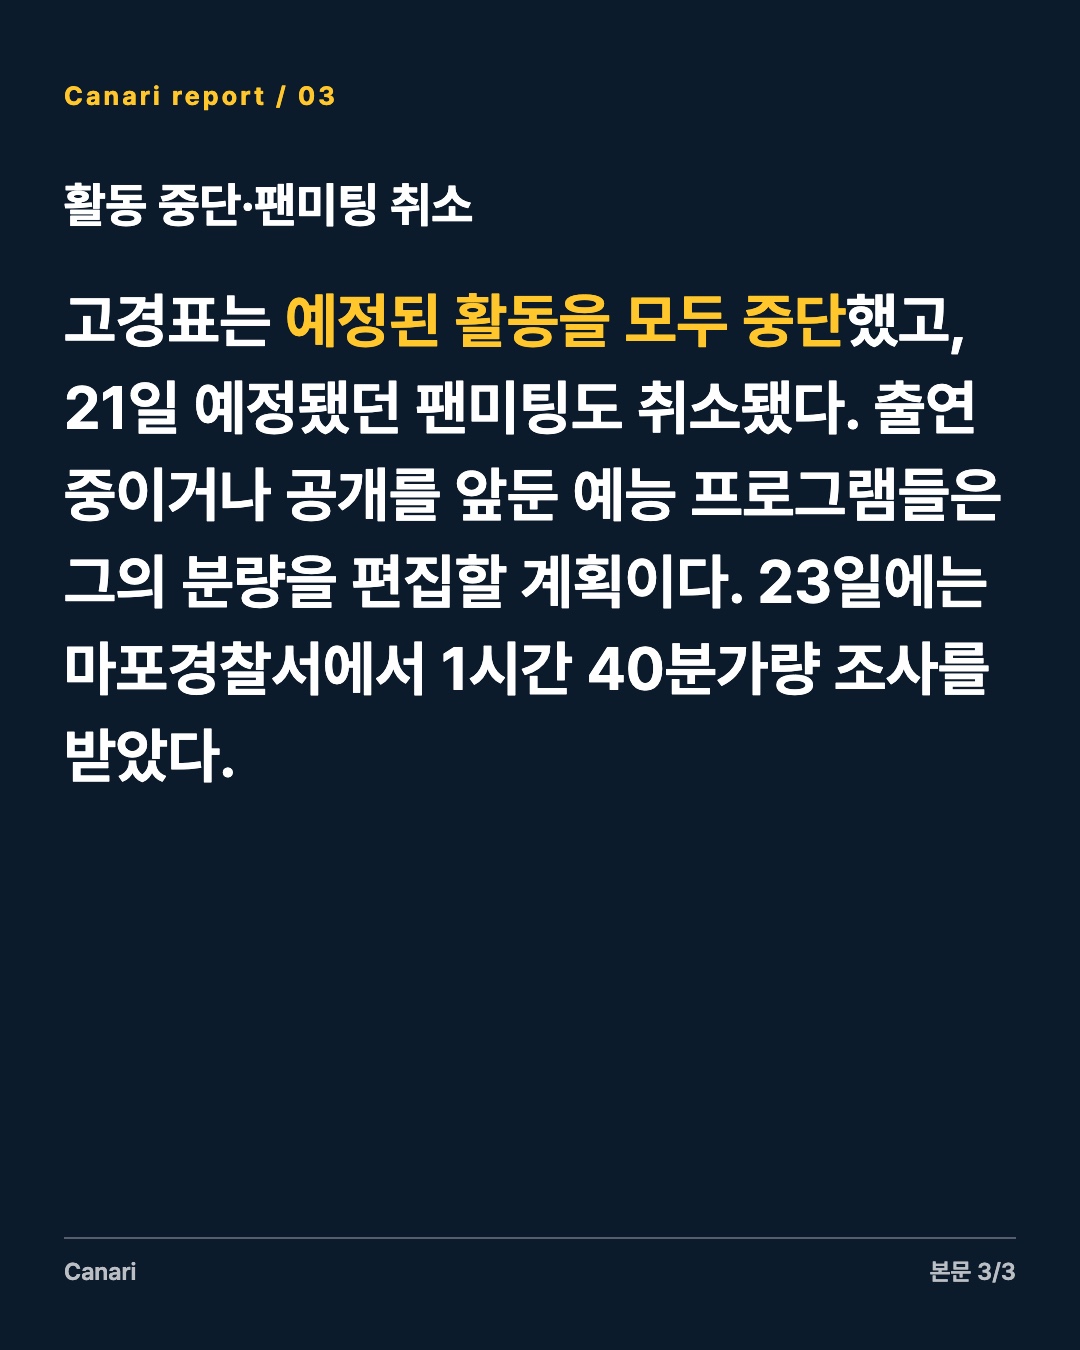 Canari report / 03
활동 중단·팬미팅 취소
고경표는 예정된 활동을 모두 중단했고,
21일 예정됐던 팬미팅도 취소됐다. 출연
중이거나 공개를 앞둔 예능 프로그램들은
그의 분량을 편집할 계획이다. 23일에는
마포경찰서에서 1시간 40분가량 조사를
받았다.
Canari
본문 3/3